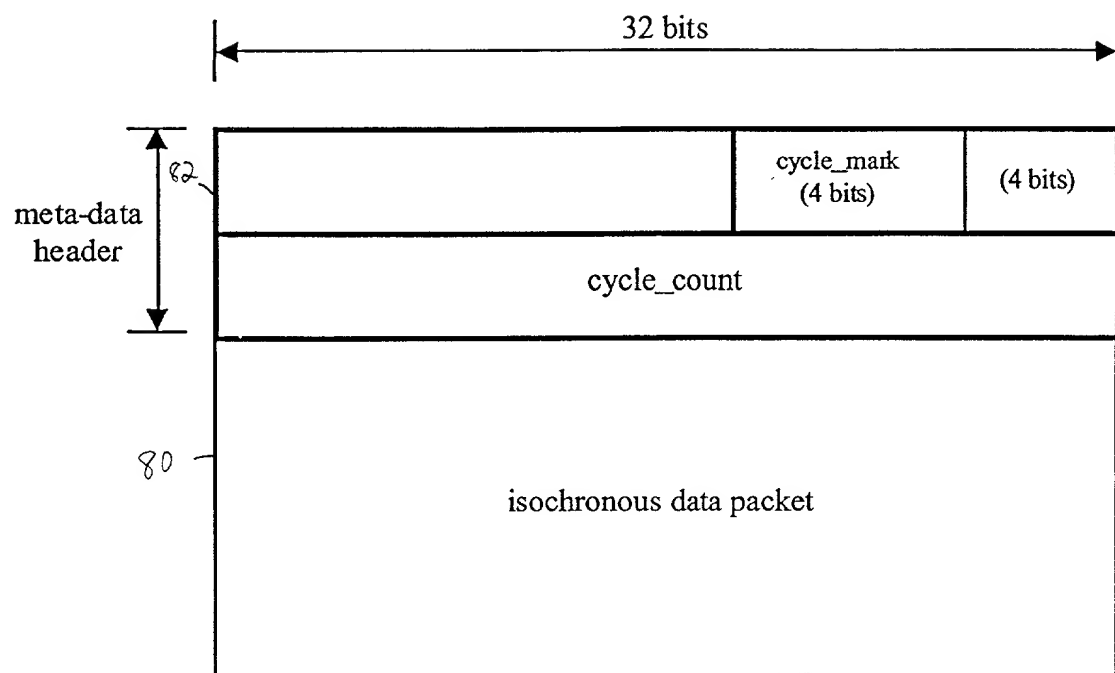 32 bits
82
cycle_mark
(4 bits)
(4 bits)
meta-data
header
cycle_count
80
isochronous data packet